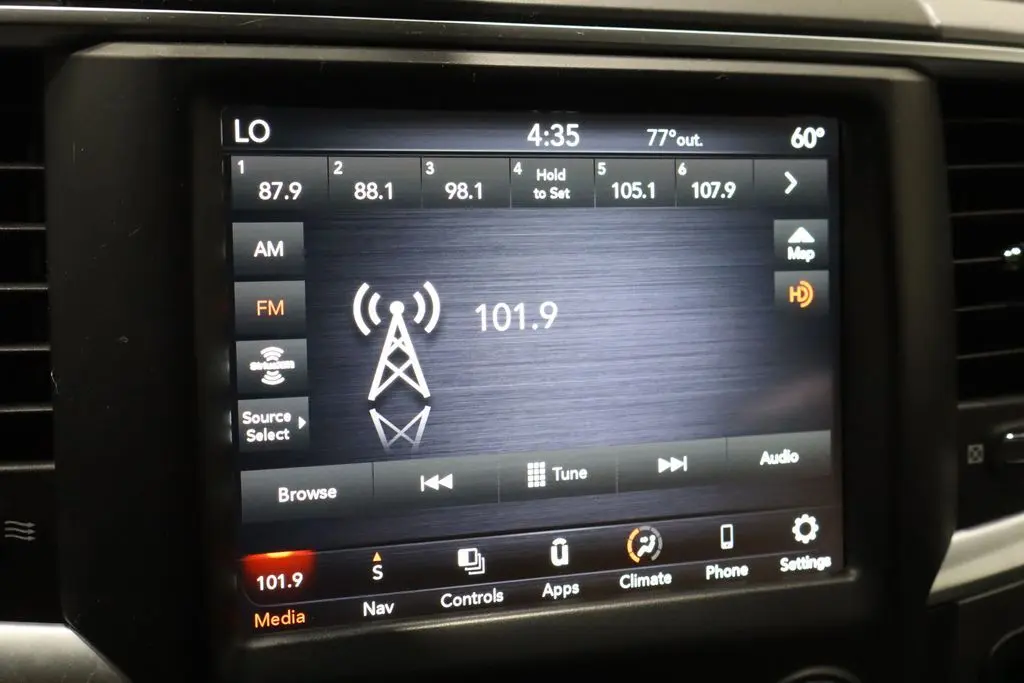 LO 4:35 77°out. 60°
1 2 3 4 Hold 5 6
87.9 88.1 98.1 to Set 105.1 107.9
AM
Map
FM
HD
101.9
SiriusXM
Source
Select
Browse Tune Audio
101.9 S
Media Nav Controls Apps Climate Phone Settings